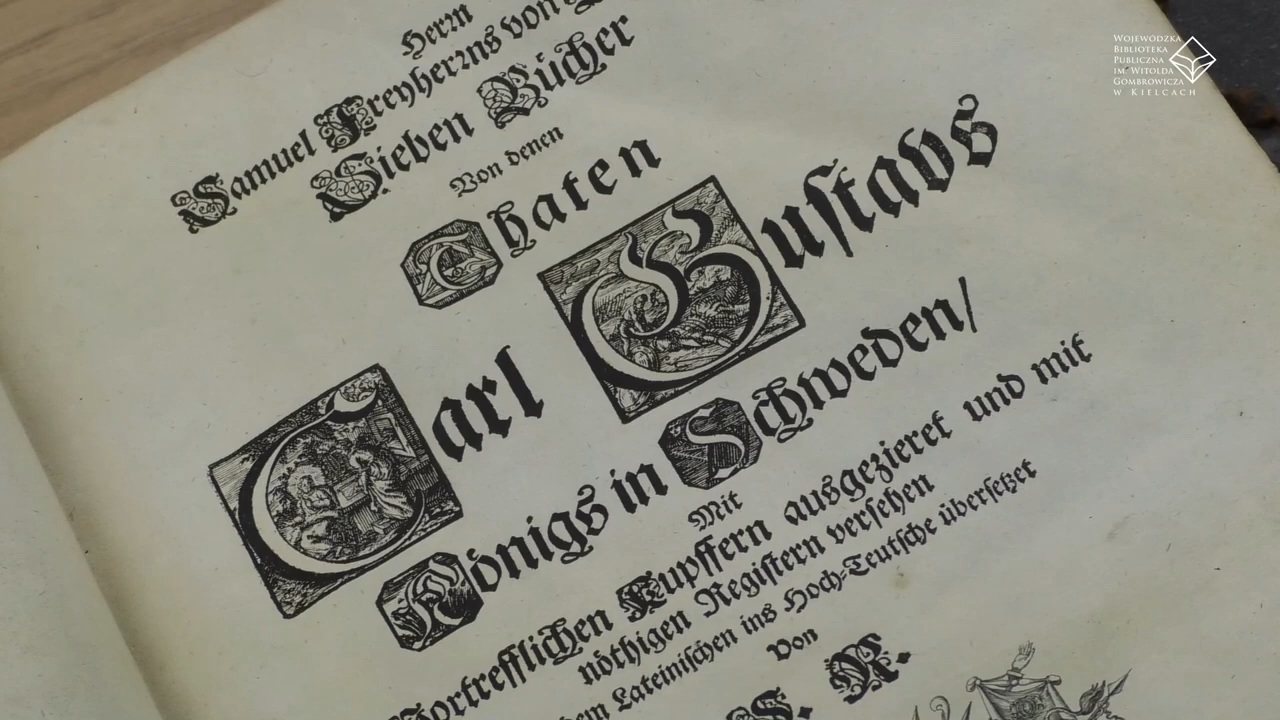 Herrn
Samuel Freyherrns von
Sieben Bücher
Von denen
Thaten
Carl Gustavs
Königs in Schweden/
Mit
Vortrefflichen Kupffern ausgezieret und mit
nöthigen Registern versehen
dem Lateinischen ins Hoch-Teutsche übersetzet
Von
S. R.
WOJEWÓDZKA
BIBLIOTEKA
PUBLICZNA
IM. WITOLDA
GOMBROWICZA
W KIELCACH